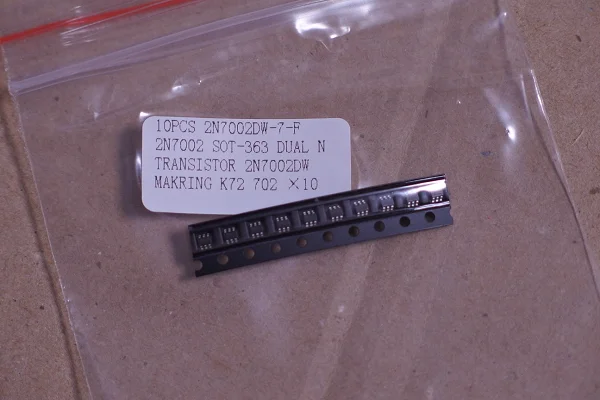 10PCS 2N7002DW-7-F
2N7002 SOT-363 DUAL N
TRANSISTOR 2N7002DW
MAKRING K72 702 ×10